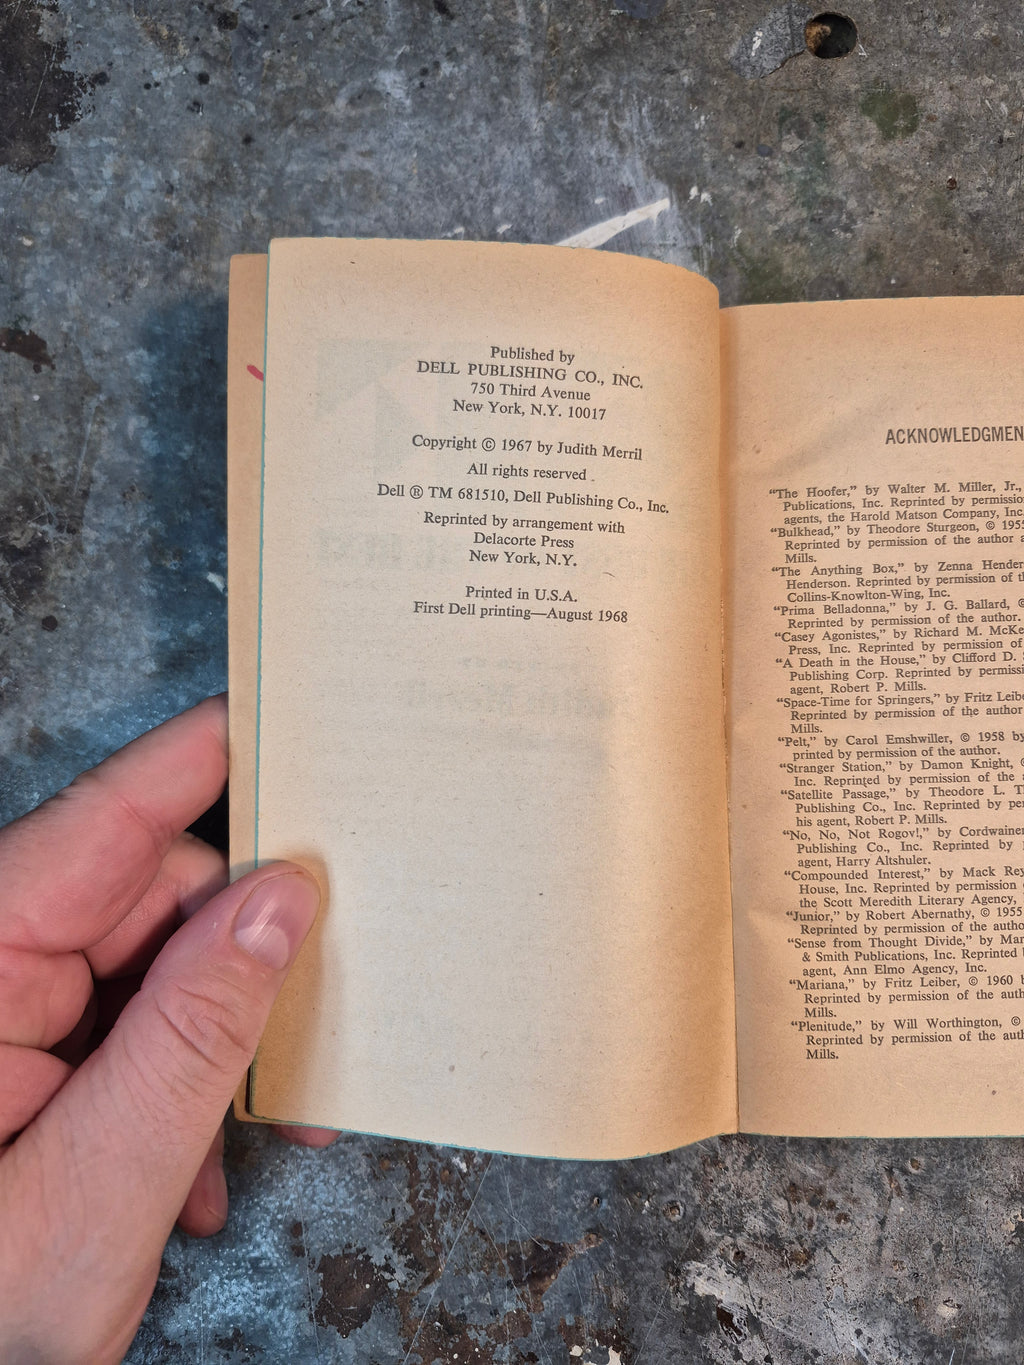 Published by
DELL PUBLISHING CO., INC.
750 Third Avenue
New York, N.Y. 10017
Copyright © 1967 by Judith Merril
All rights reserved
Dell ® TM 681510, Dell Publishing Co., Inc.
Reprinted by arrangement with
Delacorte Press
New York, N.Y.
Printed in U.S.A.
First Dell printing—August 1968
ACKNOWLEDGMEN
“The Hoofer,” by Walter M. Miller, Jr.,
Publications, Inc. Reprinted by permissio
agents, the Harold Matson Company, Inc.
“Bulkhead,” by Theodore Sturgeon, © 1955
Reprinted by permission of the author a
Mills.
“The Anything Box,” by Zenna Hender
Henderson. Reprinted by permission of th
Collins-Knowlton-Wing, Inc.
“Prima Belladonna,” by J. G. Ballard, ©
Reprinted by permission of the author.
“Casey Agonistes,” by Richard M. McKe
Press, Inc. Reprinted by permission of
“A Death in the House,” by Clifford D. S
Publishing Corp. Reprinted by permissi
agent, Robert P. Mills.
“Space-Time for Springers,” by Fritz Leibe
Reprinted by permission of the author
Mills.
“Pelt,” by Carol Emshwiller, © 1958 by
printed by permission of the author.
“Stranger Station,” by Damon Knight, ©
Inc. Reprinted by permission of the a
“Satellite Passage,” by Theodore L. T
Publishing Co., Inc. Reprinted by per
his agent, Robert P. Mills.
“No, No, Not Rogov!,” by Cordwaine
Publishing Co., Inc. Reprinted by
agent, Harry Altshuler.
“Compounded Interest,” by Mack Rey
House, Inc. Reprinted by permission
the Scott Meredith Literary Agency,
“Junior,” by Robert Abernathy, © 1955
Reprinted by permission of the autho
“Sense from Thought Divide,” by Mar
& Smith Publications, Inc. Reprinted
agent, Ann Elmo Agency, Inc.
“Mariana,” by Fritz Leiber, © 1960 b
Reprinted by permission of the auth
Mills.
“Plenitude,” by Will Worthington, ©
Reprinted by permission of the aut
Mills.